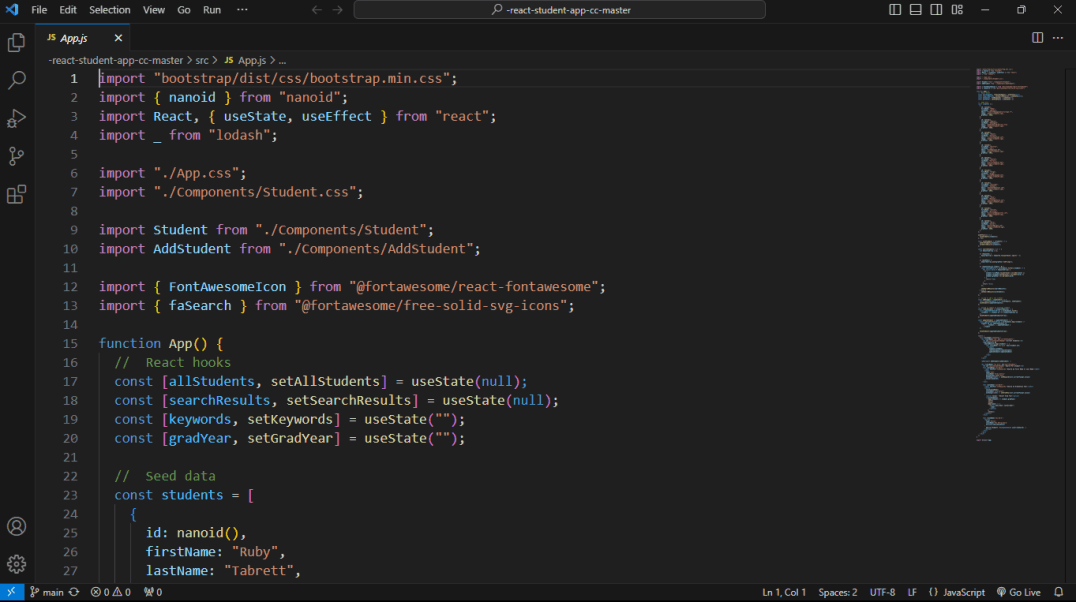 File Edit Selection View Go Run ··· ← → -react-student-app-cc-master
JS App.js ×
-react-student-app-cc-master > src > JS App.js > ...
1 import "bootstrap/dist/css/bootstrap.min.css";
2 import { nanoid } from "nanoid";
3 import React, { useState, useEffect } from "react";
4 import _ from "lodash";
5
6 import "./App.css";
7 import "./Components/Student.css";
8
9 import Student from "./Components/Student";
10 import AddStudent from "./Components/AddStudent";
11
12 import { FontAwesomeIcon } from "@fortawesome/react-fontawesome";
13 import { faSearch } from "@fortawesome/free-solid-svg-icons";
14
15 function App() {
16 // React hooks
17 const [allStudents, setAllStudents] = useState(null);
18 const [searchResults, setSearchResults] = useState(null);
19 const [keywords, setKeywords] = useState("");
20 const [gradYear, setGradYear] = useState("");
21
22 // Seed data
23 const students = [
24 {
25 id: nanoid(),
26 firstName: "Ruby",
27 lastName: "Tabrett",
main 0 0 0 Ln 1, Col 1 Spaces: 2 UTF-8 LF {} JavaScript Go Live